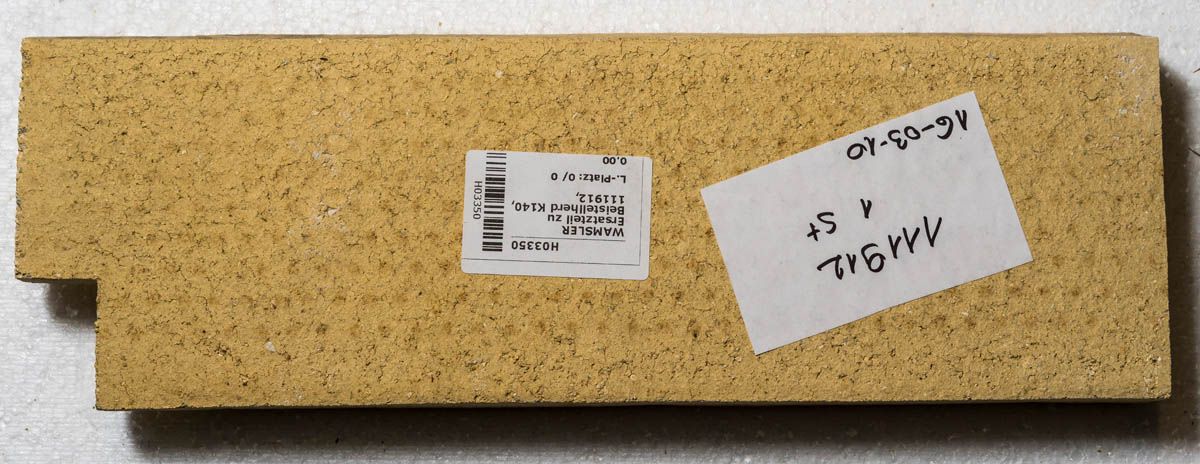 H03350
WAMSLER
Ersatzteil zu
Beistellherd K140,
111912,
L.-Platz: 0/ 0
0.00
H03350
111912
1 St
16-03-10